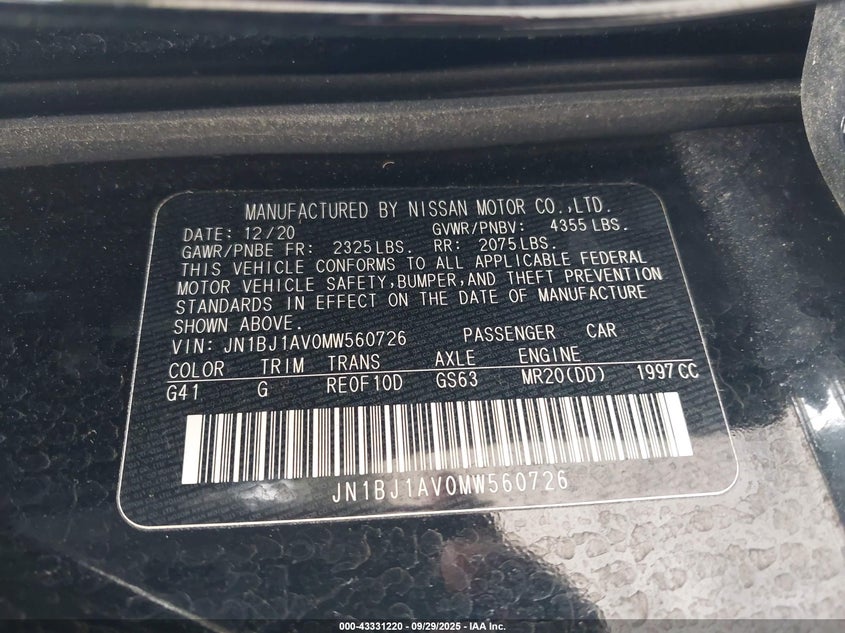 MANUFACTURED BY NISSAN MOTOR CO.,LTD.
DATE: 12/20 GVWR/PNBV: 4355 LBS.
GAWR/PNBE FR: 2325 LBS. RR: 2075 LBS.
THIS VEHICLE CONFORMS TO ALL APPLICABLE FEDERAL
MOTOR VEHICLE SAFETY,BUMPER,AND THEFT PREVENTION
STANDARDS IN EFFECT ON THE DATE OF MANUFACTURE
SHOWN ABOVE.
VIN: JN1BJ1AV0MW560726 PASSENGER CAR
COLOR TRIM TRANS AXLE ENGINE
G41 G RE0F10D GS63 MR20(DD) 1997 CC
JN1BJ1AV0MW560726
000-43331220 - 09/29/2025 - IAA Inc.